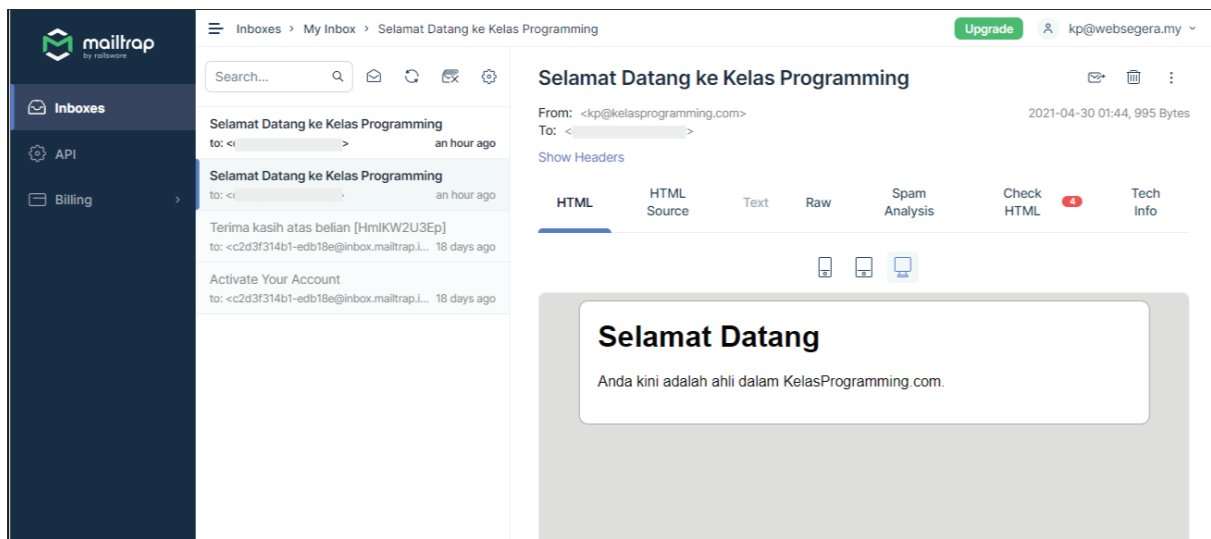 mailtrap
by railsware
Inboxes
API
Billing
Inboxes > My Inbox > Selamat Datang ke Kelas Programming
Upgrade
kp@websegera.my
Search...
Selamat Datang ke Kelas Programming
to: < > an hour ago
Selamat Datang ke Kelas Programming
to: < an hour ago
Terima kasih atas belian [HmIKW2U3Ep]
to: <c2d3f314b1-edb18e@inbox.mailtrap.i... 18 days ago
Activate Your Account
to: <c2d3f314b1-edb18e@inbox.mailtrap.i... 18 days ago
Selamat Datang ke Kelas Programming
From: <kp@kelasprogramming.com> 2021-04-30 01:44, 995 Bytes
To: < >
Show Headers
HTML HTML Source Text Raw Spam Analysis Check HTML 4 Tech Info
Selamat Datang
Anda kini adalah ahli dalam KelasProgramming.com.